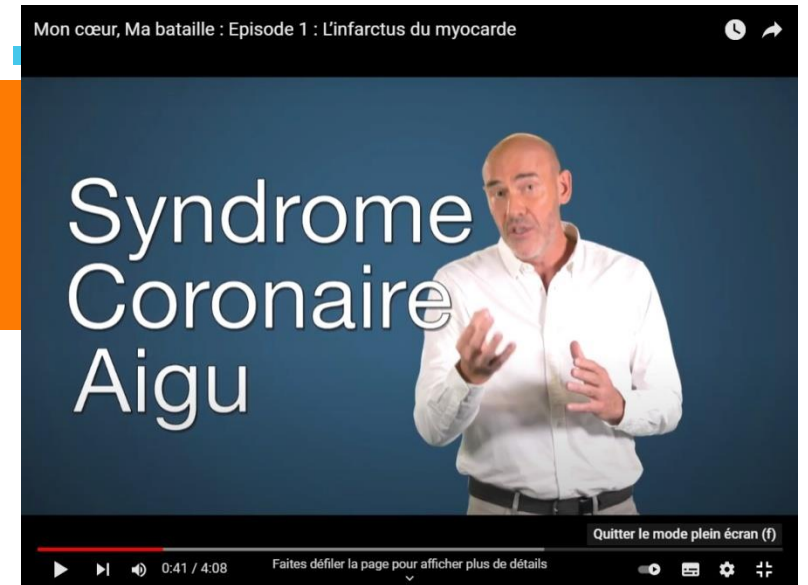 Mon cœur, Ma bataille : Episode 1 : L’infarctus du myocarde
Syndrome
Coronaire
Aigu
Quitter le mode plein écran (f)
0:41 / 4:08
Faites défiler la page pour afficher plus de détails